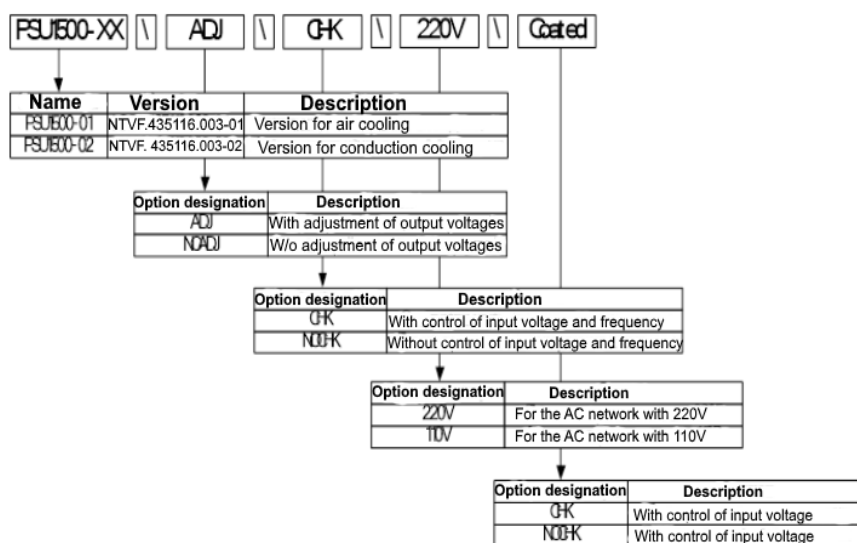 PSU1500-XX \ ADJ \ CHK \ 220V \ Coated
Name Version Description
PSU1500-01 NTVF.435116.003-01 Version for air cooling
PSU1500-02 NTVF. 435116.003-02 Version for conduction cooling
Option designation Description
ADJ With adjustment of output voltages
NOADJ W/o adjustment of output voltages
Option designation Description
CHK With control of input voltage and frequency
NOCHK Without control of input voltage and frequency
Option designation Description
220V For the AC network with 220V
110V For the AC network with 110V
Option designation Description
CHK With control of input voltage
NOCHK With control of input voltage